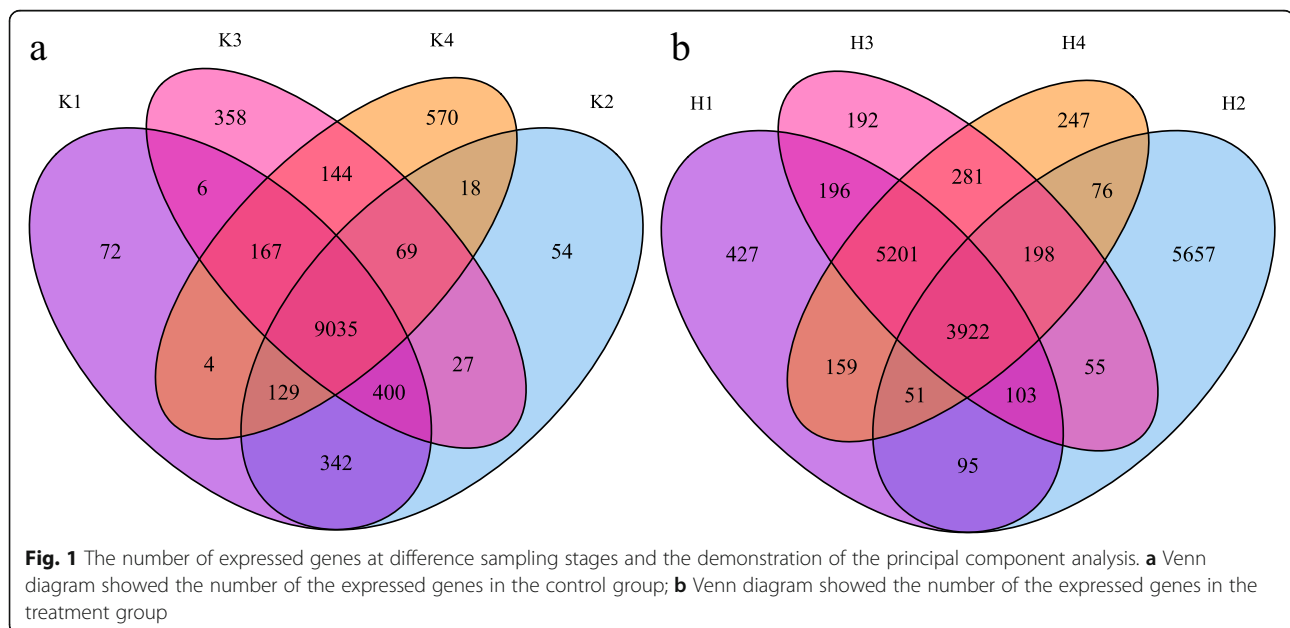 a
K3
K4
K1
K2
358
570
6
144
18
72
167
69
54
9035
4
27
129
400
342
b
H3
H4
H1
H2
192
247
196
281
76
427
5201
198
5657
3922
159
55
51
103
95
Fig. 1 The number of expressed genes at difference sampling stages and the demonstration of the principal component analysis. a Venn
diagram showed the number of the expressed genes in the control group; b Venn diagram showed the number of the expressed genes in the
treatment group